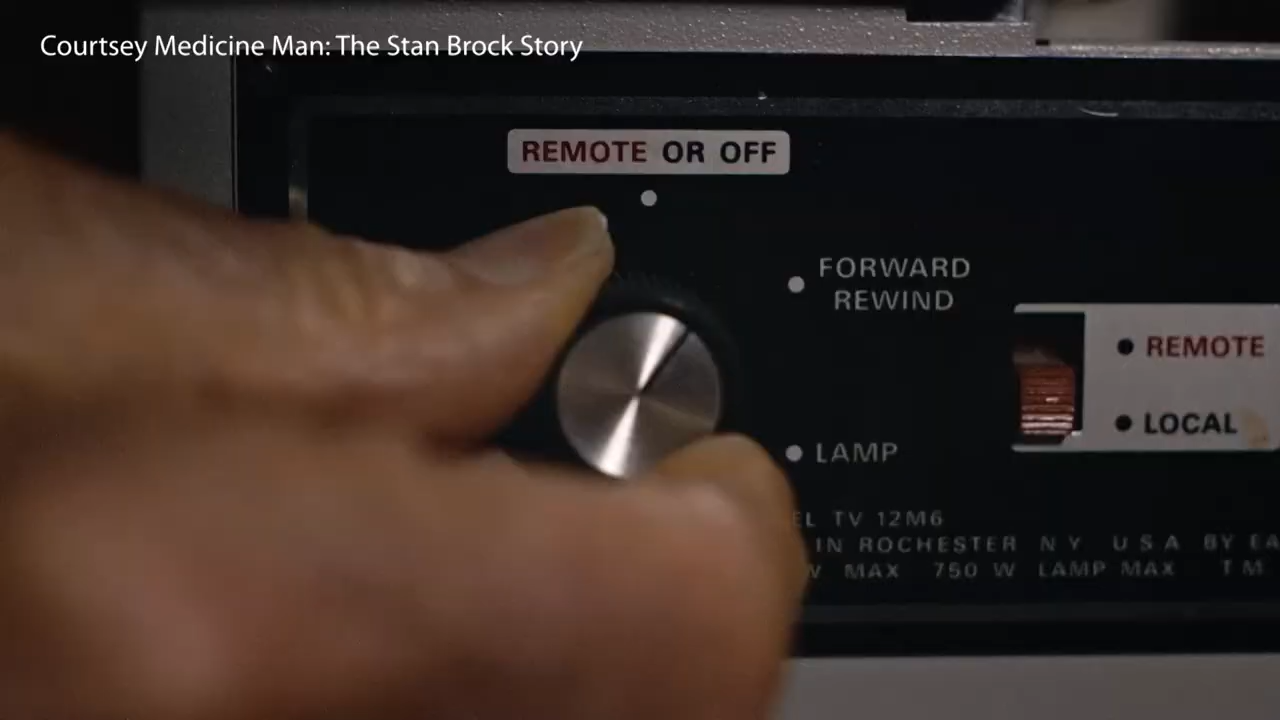 Courtsey Medicine Man: The Stan Brock Story
REMOTE OR OFF
FORWARD
REWIND
REMOTE
LOCAL
LAMP
TV 12M6
IN ROCHESTER N Y U S A BY
MAX 750 W LAMP MAX T M